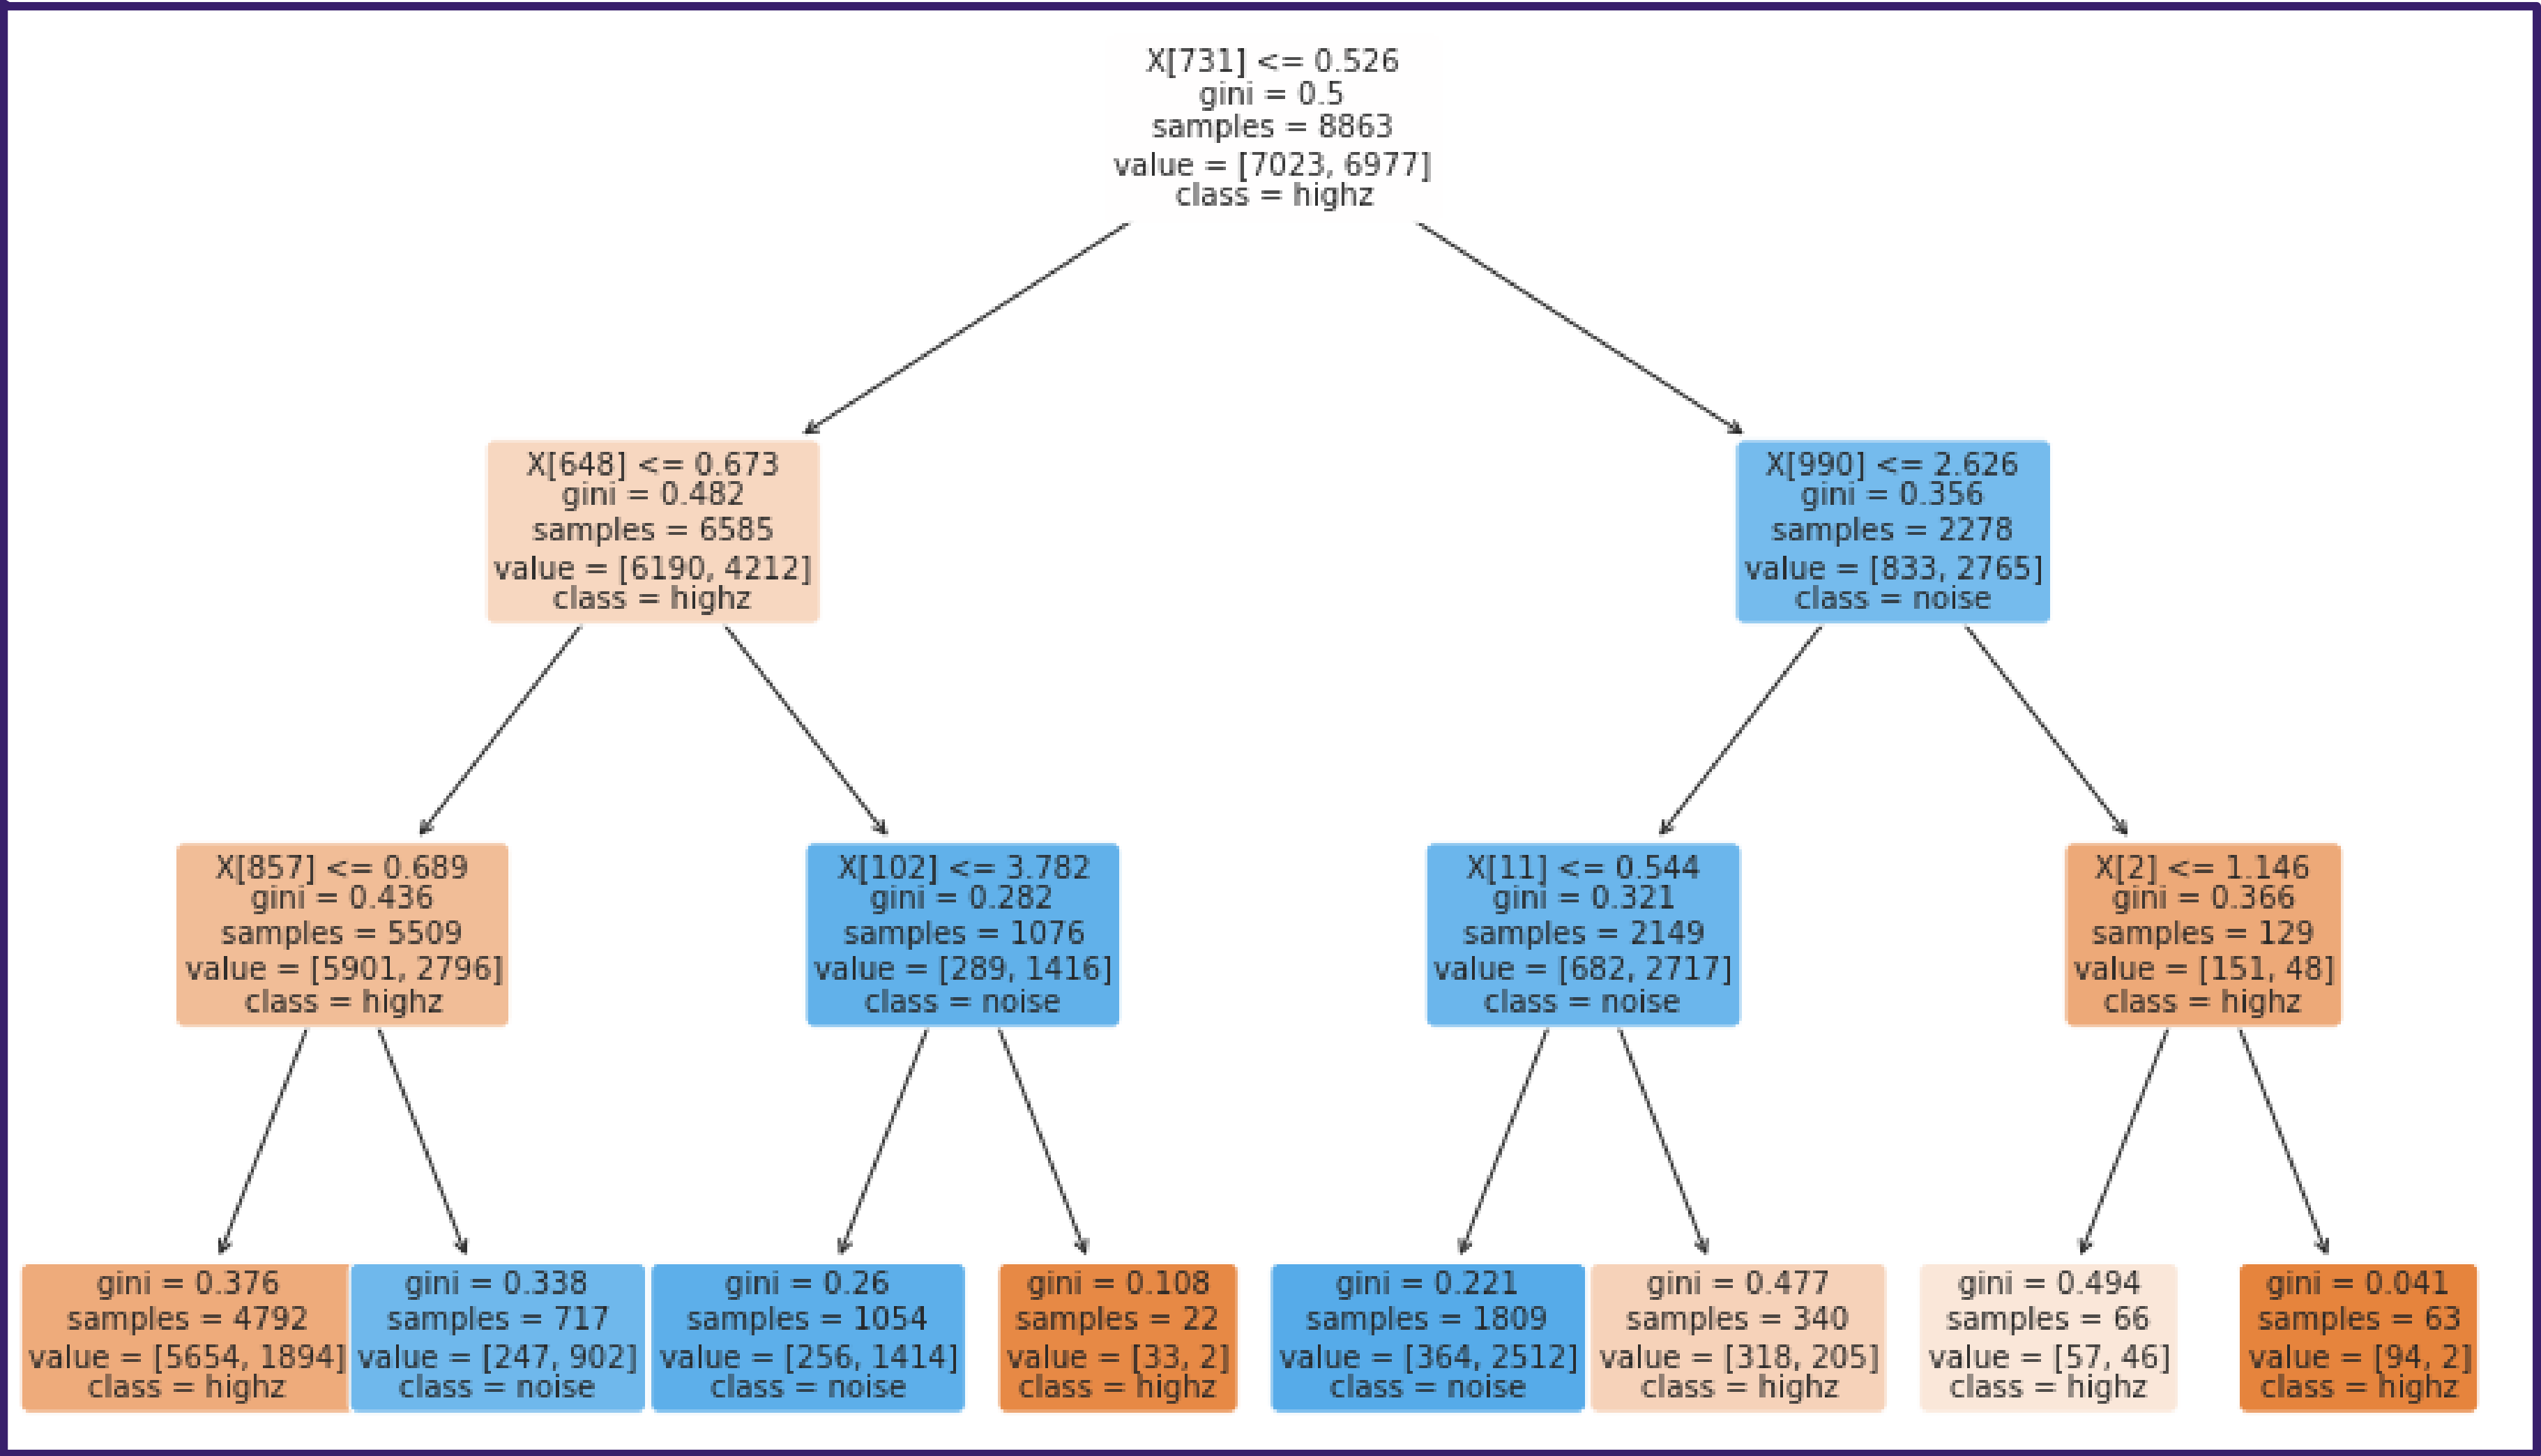 X[731] <= 0.526
gini = 0.5
samples = 8863
value = [7023, 6977]
class = highz
X[648] <= 0.673
gini = 0.482
samples = 6585
value = [6190, 4212]
class = highz
X[990] <= 2.626
gini = 0.356
samples = 2278
value = [833, 2765]
class = noise
X[857] <= 0.689
gini = 0.436
samples = 5509
value = [5901, 2796]
class = highz
X[102] <= 3.782
gini = 0.282
samples = 1076
value = [289, 1416]
class = noise
X[11] <= 0.544
gini = 0.321
samples = 2149
value = [682, 2717]
class = noise
X[2] <= 1.146
gini = 0.366
samples = 129
value = [151, 48]
class = highz
gini = 0.376
samples = 4792
value = [5654, 1894]
class = highz
gini = 0.338
samples = 717
value = [247, 902]
class = noise
gini = 0.26
samples = 1054
value = [256, 1414]
class = noise
gini = 0.108
samples = 22
value = [33, 2]
class = highz
gini = 0.221
samples = 1809
value = [364, 2512]
class = noise
gini = 0.477
samples = 340
value = [318, 205]
class = highz
gini = 0.494
samples = 66
value = [57, 46]
class = highz
gini = 0.041
samples = 63
value = [94, 2]
class = highz